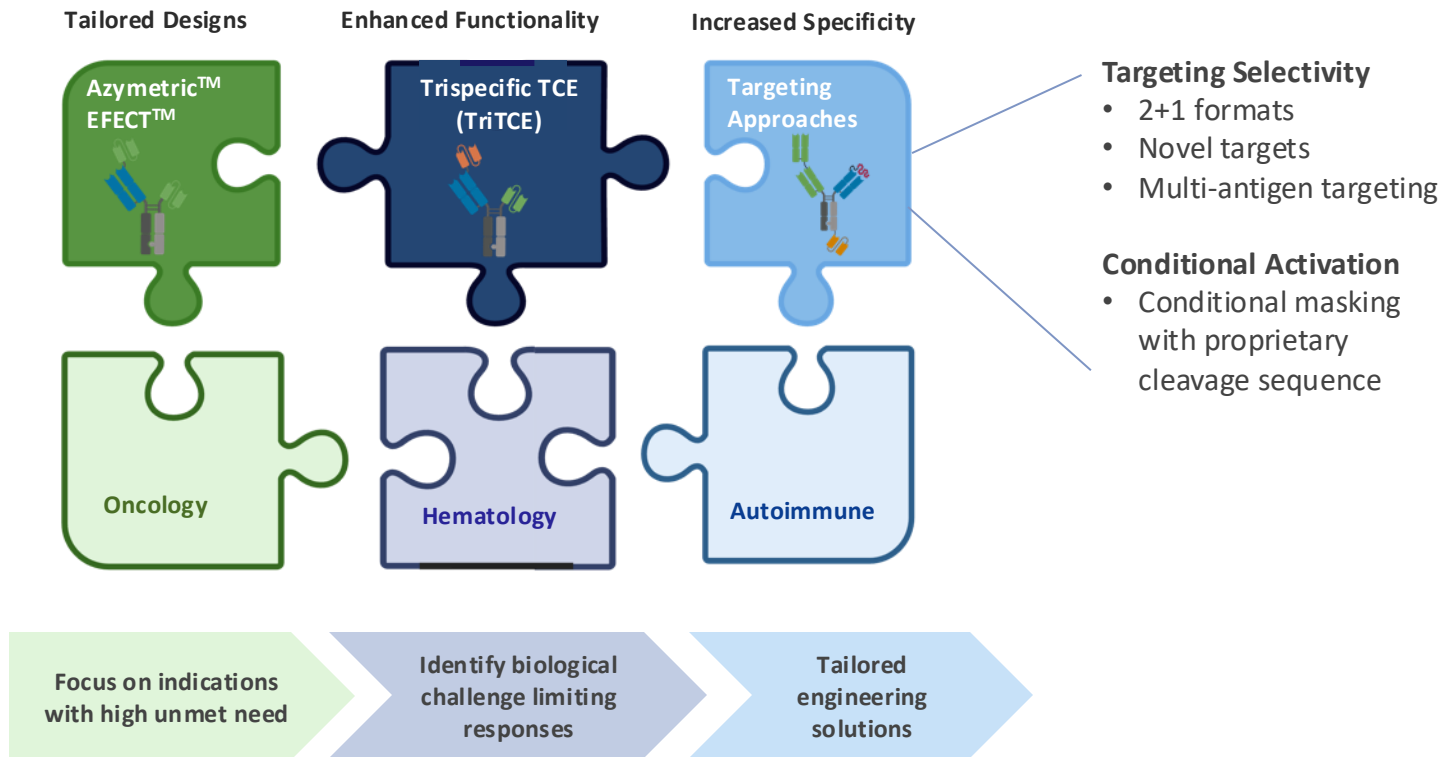 Tailored Designs
Enhanced Functionality
Increased Specificity
Azymetric™
EFECT™
Trispecific TCE
(TriTCE)
Targeting
Approaches
Targeting Selectivity
• 2+1 formats
• Novel targets
• Multi-antigen targeting
Conditional Activation
• Conditional masking
with proprietary
cleavage sequence
Oncology
Hematology
Autoimmune
Focus on indications
with high unmet need
Identify biological
challenge limiting
responses
Tailored
engineering
solutions